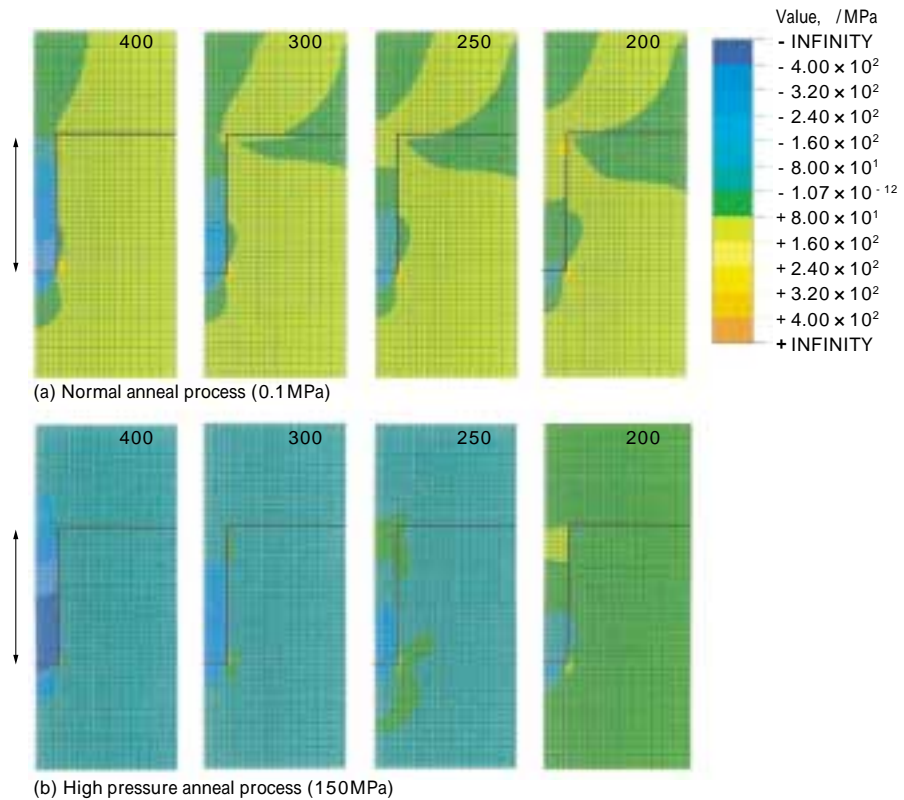 400 300 250 200
Value, /MPa
- INFINITY
- 4.00 × 10²
- 3.20 × 10²
- 2.40 × 10²
- 1.60 × 10²
- 8.00 × 10¹
- 1.07 × 10⁻¹²
+ 8.00 × 10¹
+ 1.60 × 10²
+ 2.40 × 10²
+ 3.20 × 10²
+ 4.00 × 10²
+ INFINITY
(a) Normal anneal process (0.1MPa)
400 300 250 200
(b) High pressure anneal process (150MPa)